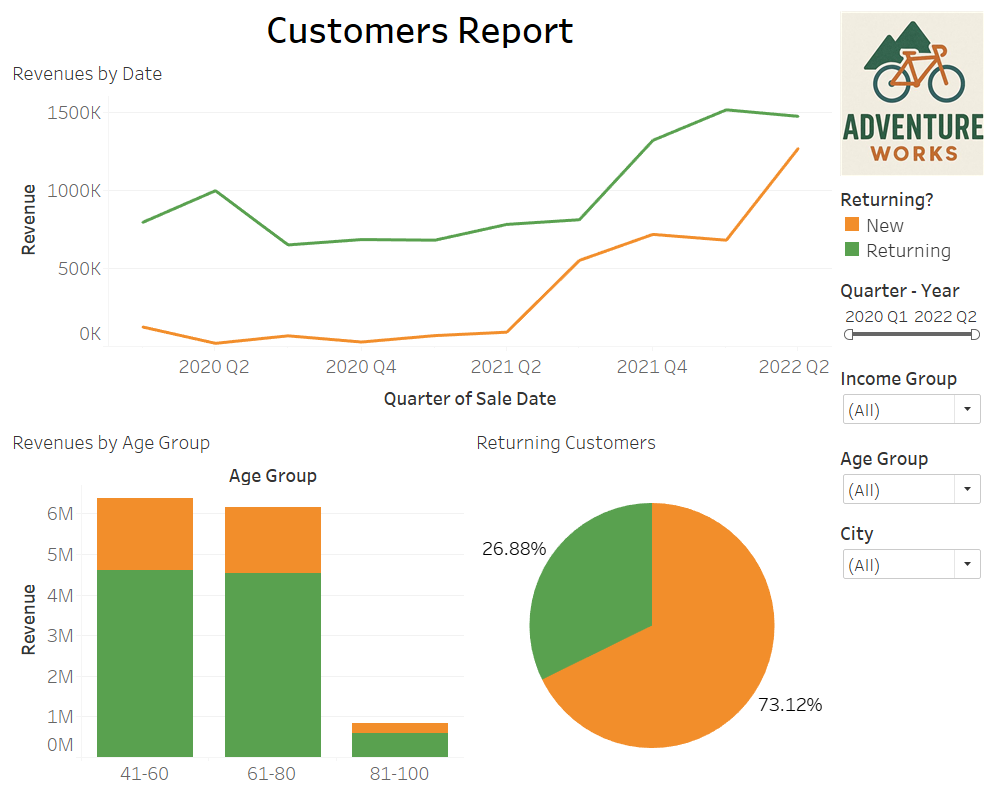 Customers Report
Revenues by Date
1500K
1000K
500K
0K
Revenue
2020 Q2 2020 Q4 2021 Q2 2021 Q4 2022 Q2
Quarter of Sale Date
Revenues by Age Group
Age Group
6M
5M
4M
3M
2M
1M
0M
Revenue
41-60 61-80 81-100
Returning Customers
26.88%
73.12%
ADVENTURE
WORKS
Returning?
New
Returning
Quarter - Year
2020 Q1 2022 Q2
Income Group
(All)
Age Group
(All)
City
(All)